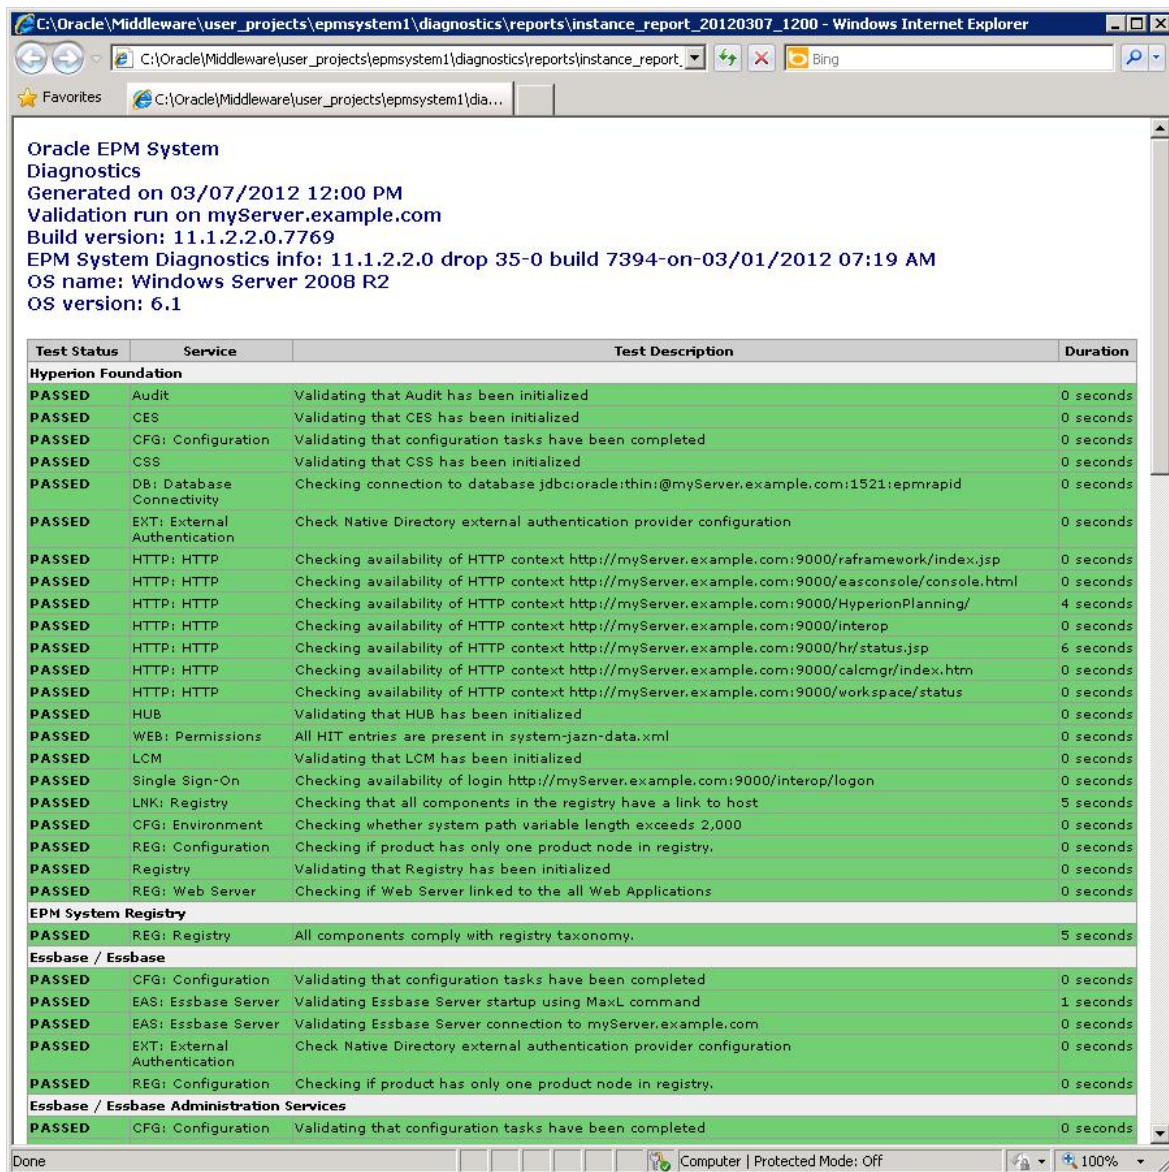 C:\Oracle\Middleware\user_projects\epmsystem1\diagnostics\reports\instance_report_20120307_1200 - Windows Internet Explorer
C:\Oracle\Middleware\user_projects\epmsystem1\diagnostics\reports\instance_report_ Bing
Favorites C:\Oracle\Middleware\user_projects\epmsystem1\dia...
Oracle EPM System
Diagnostics
Generated on 03/07/2012 12:00 PM
Validation run on myServer.example.com
Build version: 11.1.2.2.0.7769
EPM System Diagnostics info: 11.1.2.2.0 drop 35-0 build 7394-on-03/01/2012 07:19 AM
OS name: Windows Server 2008 R2
OS version: 6.1
Test Status Service Test Description Duration
Hyperion Foundation
PASSED Audit Validating that Audit has been initialized 0 seconds
PASSED CES Validating that CES has been initialized 0 seconds
PASSED CFG: Configuration Validating that configuration tasks have been completed 0 seconds
PASSED CSS Validating that CSS has been initialized 0 seconds
PASSED DB: Database Checking connection to database jdbc:oracle:thin:@myServer.example.com:1521:epmrapid 0 seconds
Connectivity
PASSED EXT: External Check Native Directory external authentication provider configuration 0 seconds
Authentication
PASSED HTTP: HTTP Checking availability of HTTP context http://myServer.example.com:9000/raframework/index.jsp 0 seconds
PASSED HTTP: HTTP Checking availability of HTTP context http://myServer.example.com:9000/easconsole/console.html 0 seconds
PASSED HTTP: HTTP Checking availability of HTTP context http://myServer.example.com:9000/HyperionPlanning/ 4 seconds
PASSED HTTP: HTTP Checking availability of HTTP context http://myServer.example.com:9000/interop 0 seconds
PASSED HTTP: HTTP Checking availability of HTTP context http://myServer.example.com:9000/hr/status.jsp 6 seconds
PASSED HTTP: HTTP Checking availability of HTTP context http://myServer.example.com:9000/calcmgr/index.htm 0 seconds
PASSED HTTP: HTTP Checking availability of HTTP context http://myServer.example.com:9000/workspace/status 0 seconds
PASSED HUB Validating that HUB has been initialized 0 seconds
PASSED WEB: Permissions All HIT entries are present in system-jazn-data.xml 0 seconds
PASSED LCM Validating that LCM has been initialized 0 seconds
PASSED Single Sign-On Checking availability of login http://myServer.example.com:9000/interop/logon 0 seconds
PASSED LNK: Registry Checking that all components in the registry have a link to host 5 seconds
PASSED CFG: Environment Checking whether system path variable length exceeds 2,000 0 seconds
PASSED REG: Configuration Checking if product has only one product node in registry. 0 seconds
PASSED Registry Validating that Registry has been initialized 0 seconds
PASSED REG: Web Server Checking if Web Server linked to the all Web Applications 0 seconds
EPM System Registry
PASSED REG: Registry All components comply with registry taxonomy. 5 seconds
Essbase / Essbase
PASSED CFG: Configuration Validating that configuration tasks have been completed 0 seconds
PASSED EAS: Essbase Server Validating Essbase Server startup using MaxL command 1 seconds
PASSED EAS: Essbase Server Validating Essbase Server connection to myServer.example.com 0 seconds
PASSED EXT: External Check Native Directory external authentication provider configuration 0 seconds
Authentication
PASSED REG: Configuration Checking if product has only one product node in registry. 0 seconds
Essbase / Essbase Administration Services
PASSED CFG: Configuration Validating that configuration tasks have been completed 0 seconds
Done Computer | Protected Mode: Off 100%